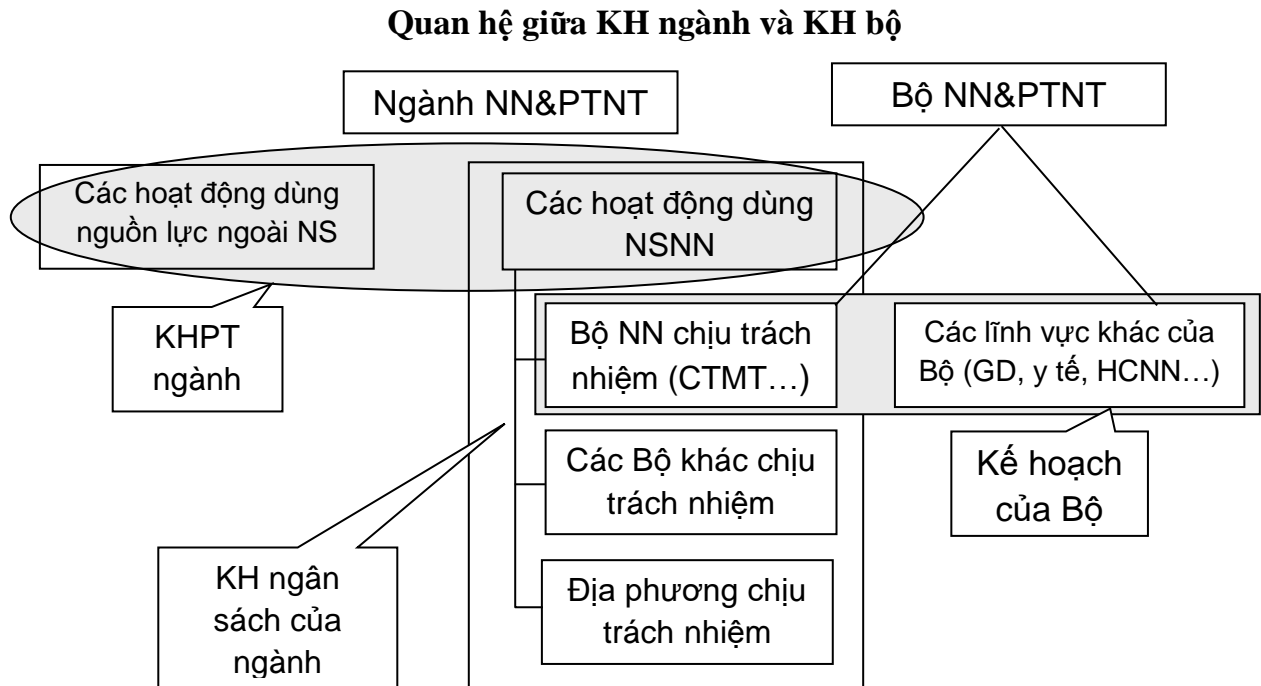 Quan hệ giữa KH ngành và KH bộ
Ngành NN&PTNT
Bộ NN&PTNT
Các hoạt động dùng
nguồn lực ngoài NS
Các hoạt động dùng
NSNN
KHPT
ngành
Bộ NN chịu trách
nhiệm (CTMT…)
Các lĩnh vực khác của
Bộ (GD, y tế, HCNN…)
Các Bộ khác chịu
trách nhiệm
Kế hoạch
của Bộ
KH ngân
sách của
ngành
Địa phương chịu
trách nhiệm